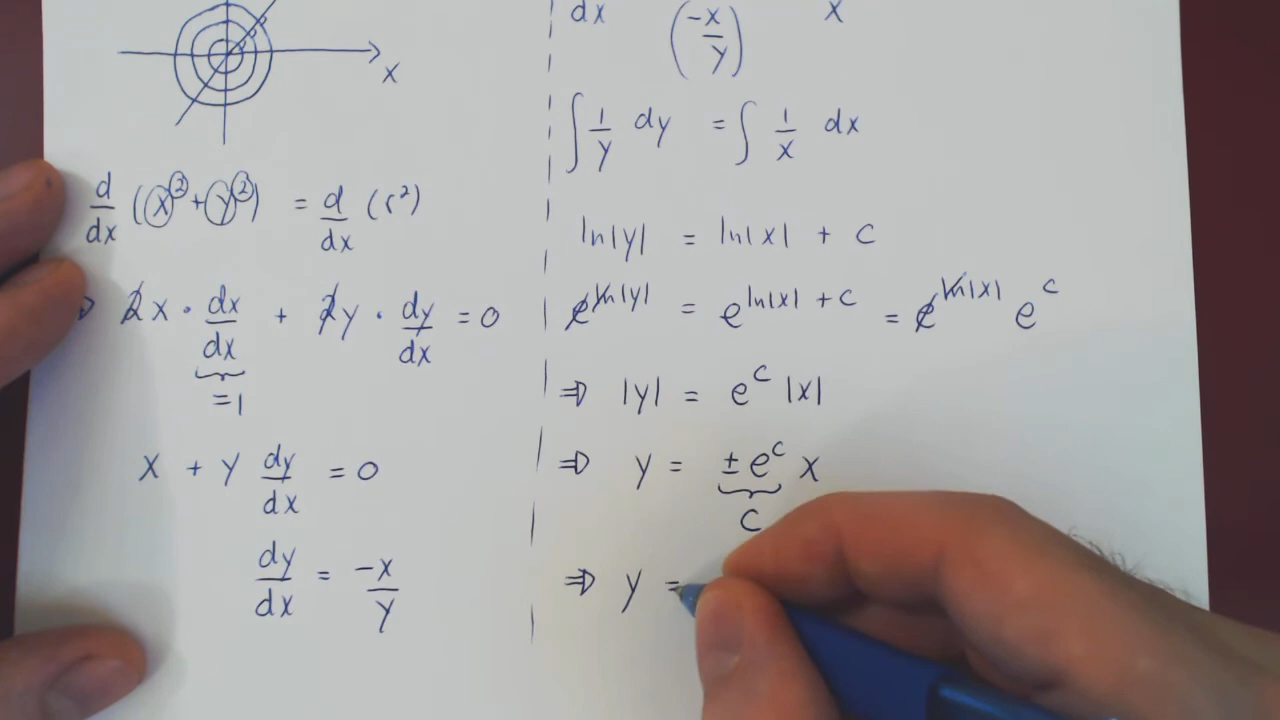 x
d/dx (x² + y²) = d/dx (r²)
⇒ 2x · dx/dx + 2y · dy/dx = 0
=1
x + y dy/dx = 0
dy/dx = -x/y
dx (-x/y) x
∫ 1/y dy = ∫ 1/x dx
ln|y| = ln|x| + c
e^{ln|y|} = e^{ln|x| + c} = e^{ln|x|} e^c
⇒ |y| = e^c |x|
⇒ y = ±e^c x
C
⇒ y =